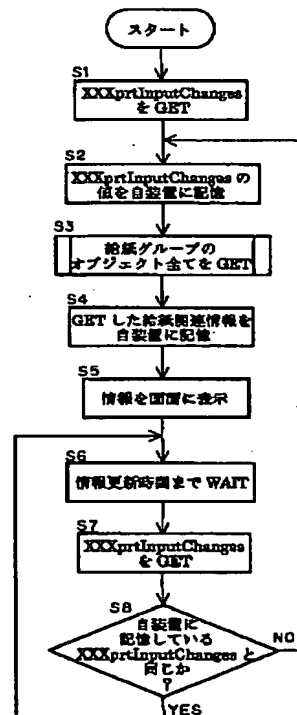 スタート
S1
XXXprtInputChanges
を GET
S2
XXXprtInputChanges の
値を自装置に記憶
S3
給紙グループの
オブジェクト全てを GET
S4
GET した給紙関連情報を
自装置に記憶
S5
情報を画面に表示
S6
情報更新時間まで WAIT
S7
XXXprtInputChanges
を GET
S8
自装置に
記憶している
XXXprtInputChanges と
同じか
?
NO
YES